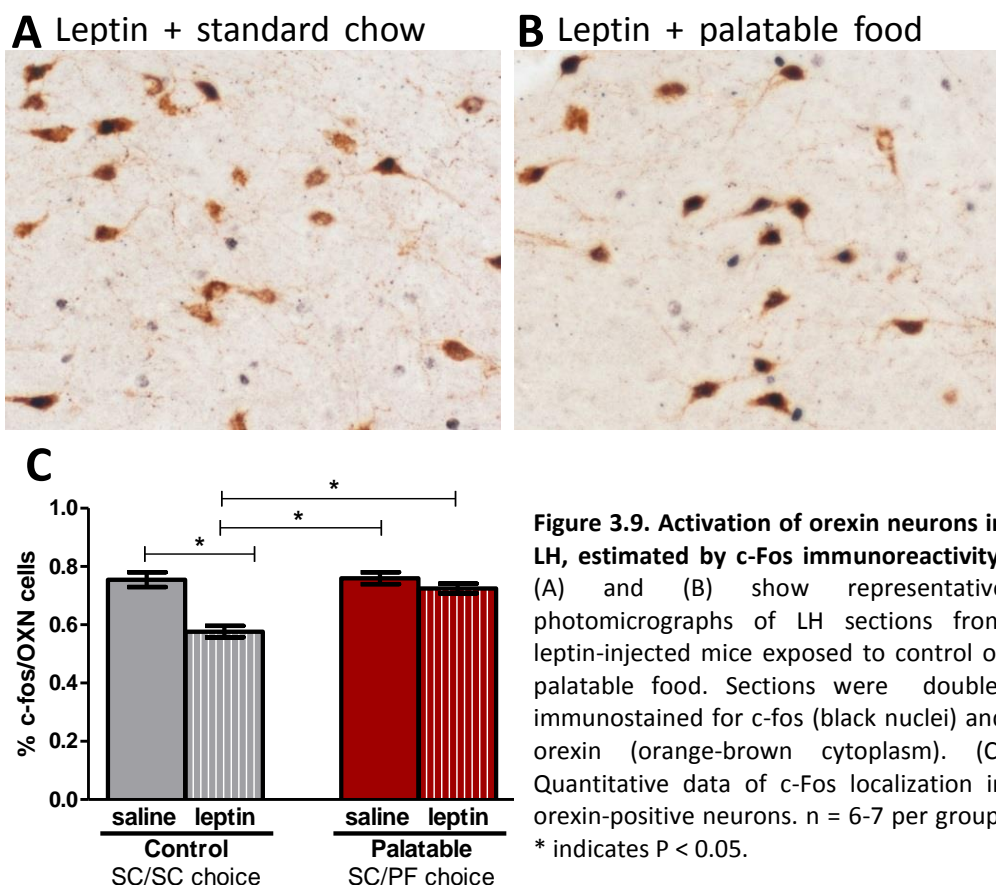 A Leptin + standard chow
B Leptin + palatable food
C
1.0
0.8
0.6
0.4
0.2
0.0
% c-fos/OXN cells
*
*
*
saline leptin
Control
SC/SC choice
saline leptin
Palatable
SC/PF choice
Figure 3.9. Activation of orexin neurons in
LH, estimated by c-Fos immunoreactivity
(A) and (B) show representative
photomicrographs of LH sections from
leptin-injected mice exposed to control o
palatable food. Sections were double
immunostained for c-fos (black nuclei) and
orexin (orange-brown cytoplasm). (C
Quantitative data of c-Fos localization in
orexin-positive neurons. n = 6-7 per group
* indicates P < 0.05.